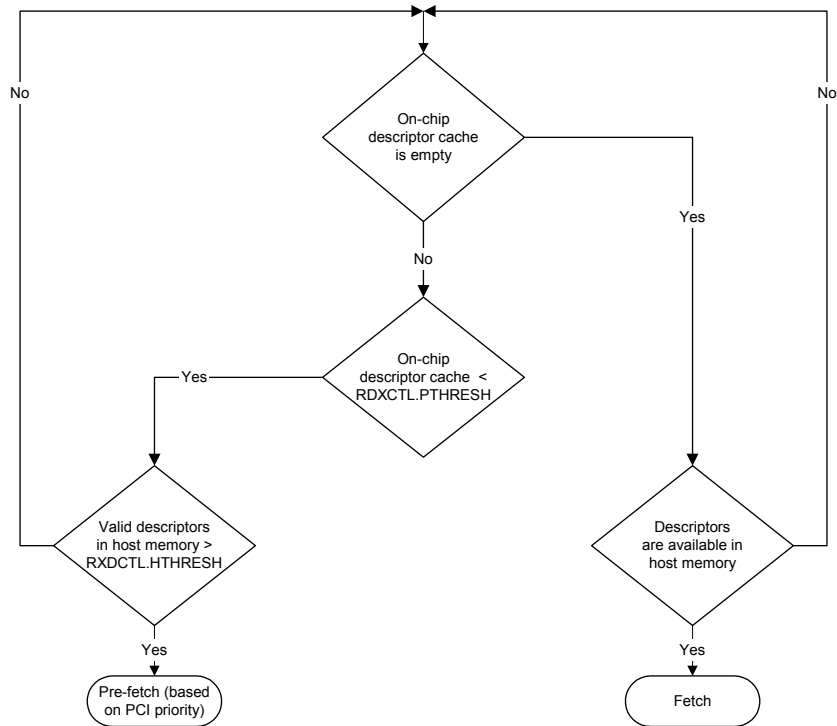 No
No
On-chip
descriptor cache
is empty
Yes
No
On-chip
descriptor cache <
RDXCTL.PTHRESH
Yes
Valid descriptors
in host memory >
RXDCTL.HTHRESH
Descriptors
are available in
host memory
Yes
Yes
Pre-fetch (based
on PCI priority)
Fetch